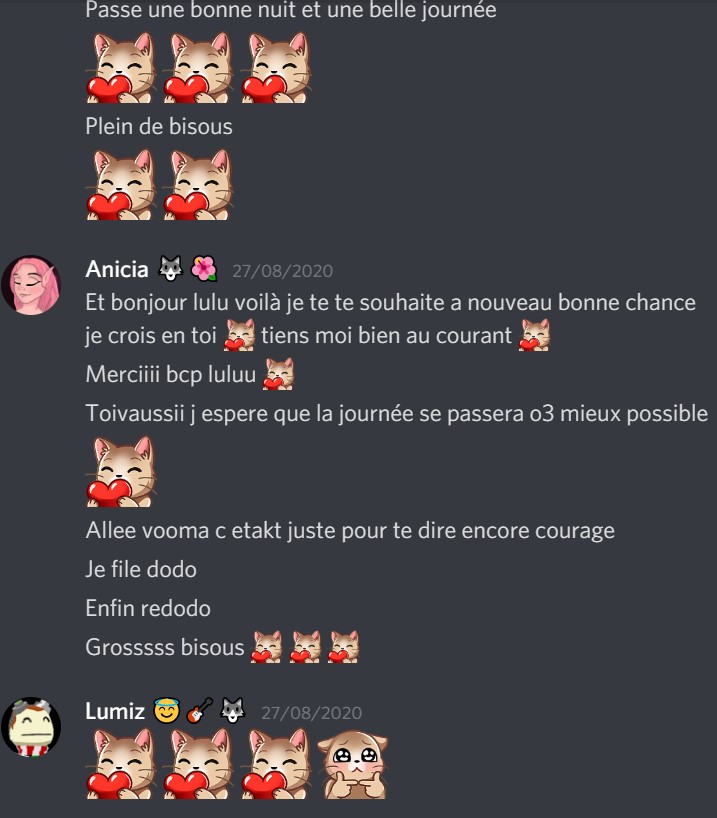 Passe une bonne nuit et une belle journée
Plein de bisous
Anicia 27/08/2020
Et bonjour lulu voilà je te te souhaite a nouveau bonne chance
je crois en toi tiens moi bien au courant
Merciiii bcp luluu
Toivaussii j espere que la journée se passera o3 mieux possible
Allee vooma c etakt juste pour te dire encore courage
Je file dodo
Enfin redodo
Grosssss bisous
Lumiz 27/08/2020